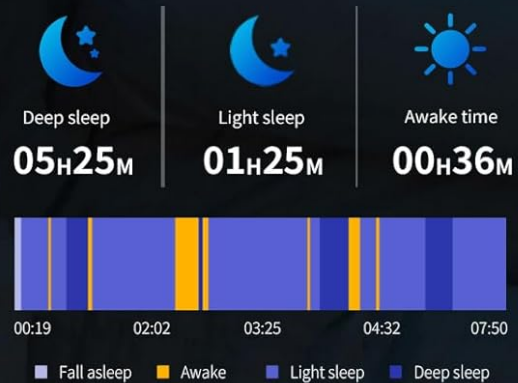 Deep sleep Light sleep Awake time
05H25M 01H25M 00H36M
00:19 02:02 03:25 04:32 07:50
Fall asleep Awake Light sleep Deep sleep